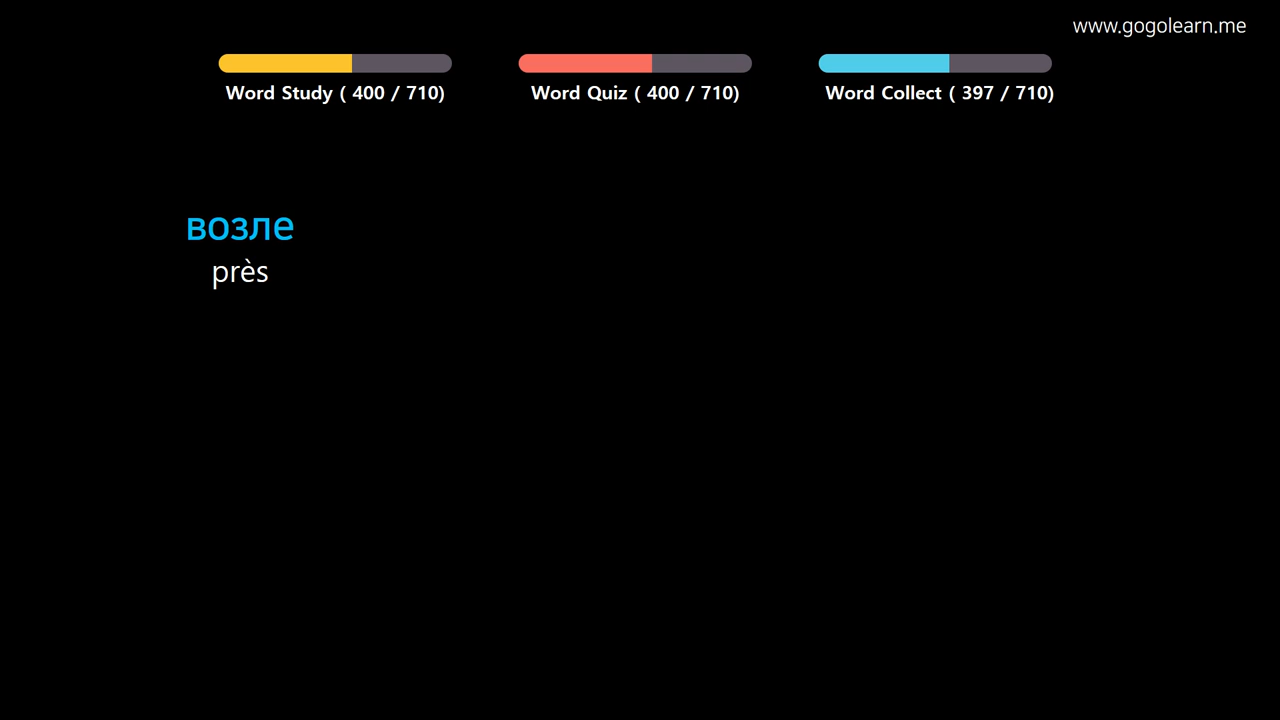 www.gogolearn.me
Word Study ( 400 / 710)
Word Quiz ( 400 / 710)
Word Collect ( 397 / 710)
возле
près